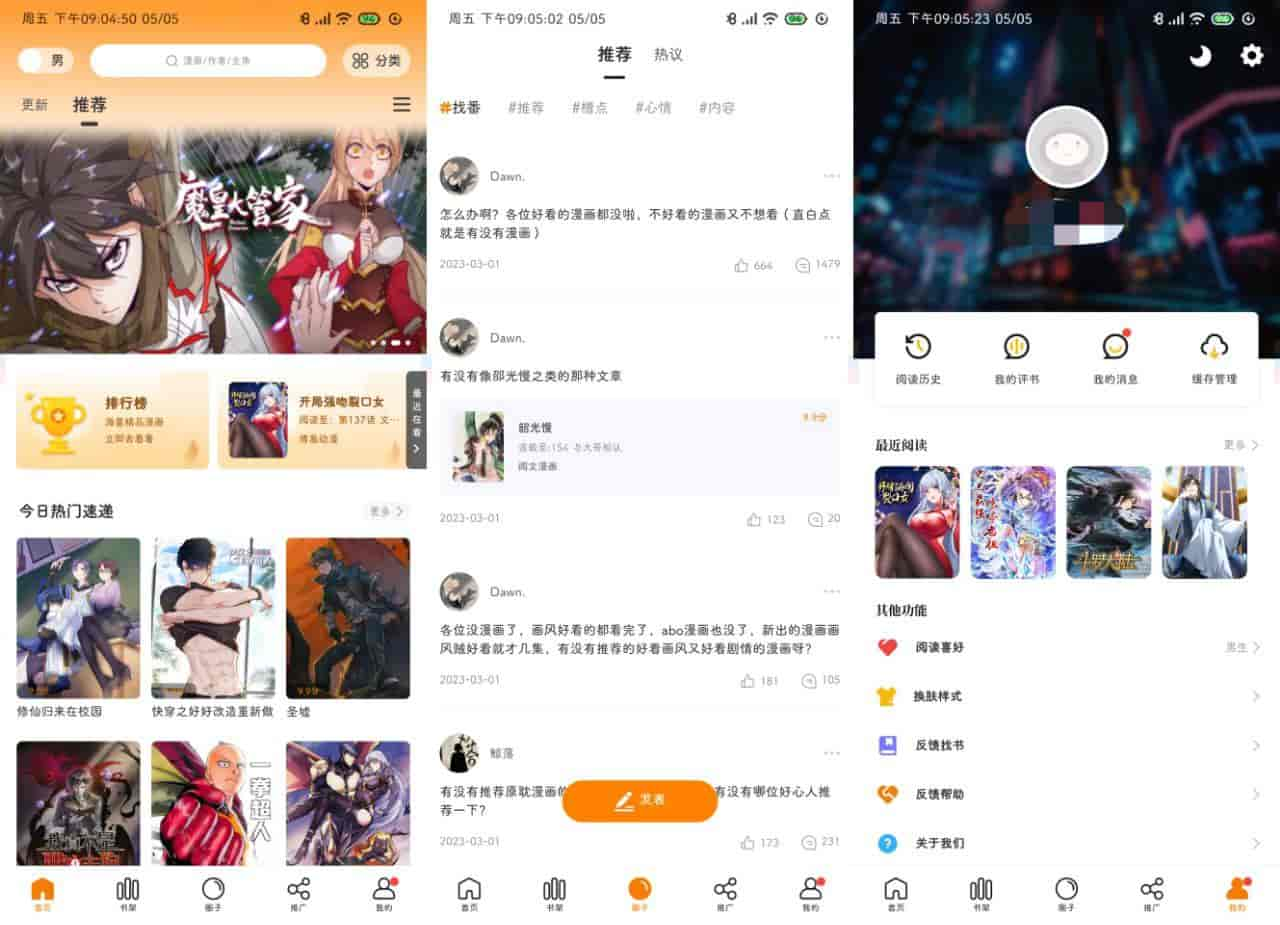 周五 下午09:04:50 05/05
男
漫画/作者/主角
分类
更新
推荐
魔皇大管家
排行榜
海量精品漫画
立即去看看
开局强吻裂口女
阅读至：第137话 文···
博易动漫
最近在看
今日热门速递
更多
9.9分
修仙归来在校园
快穿之好好改造重新做
圣墟
一拳超人
首页
书架
圈子
推广
我的
周五 下午09:05:02 05/05
推荐
热议
#找番
#推荐
#槽点
#心情
#内容
Dawn.
怎么办啊？各位好看的漫画都没啦，不好看的漫画又不想看（直白点
就是有没有漫画）
2023-03-01
664
1479
Dawn.
有没有像邵光慢之类的那种文章
韶光慢
连载至:154 与大哥相认
阅文漫画
9.9分
2023-03-01
123
20
Dawn.
各位没漫画了，画风好看的都看完了，abo漫画也没了，新出的漫画画
风贼好看就才几集，有没有推荐的好看画风又好看剧情的漫画呀？
2023-03-01
181
105
鲸落
有没有推荐原耽漫画的
有没有哪位好心人推
荐一下？
发表
2023-03-01
173
231
首页
书架
圈子
推广
我的
周五 下午09:05:23 05/05
阅读历史
我的评书
我的消息
缓存管理
最近阅读
更多
斗罗大陆
其他功能
阅读喜好
男生
换肤样式
反馈找书
反馈帮助
关于我们
首页
书架
圈子
推广
我的